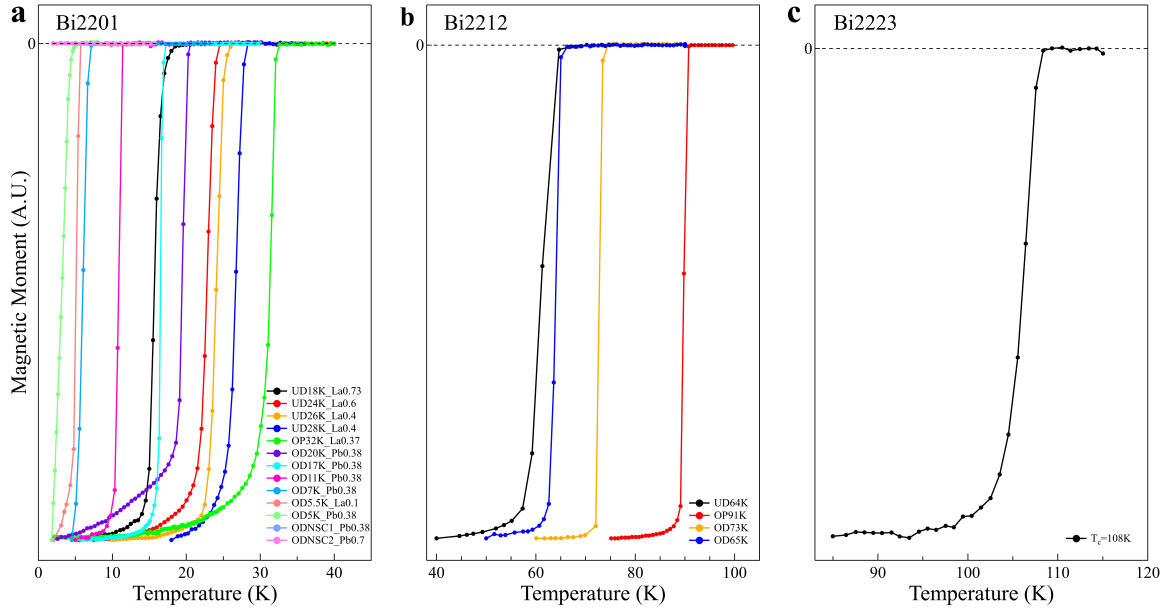 a
Bi2201
0
Magnetic Moment (A.U.)
UD18K_La0.73
UD24K_La0.6
UD26K_La0.4
UD28K_La0.4
OP32K_La0.37
OD20K_Pb0.38
OD17K_Pb0.38
OD11K_Pb0.38
OD7K_Pb0.38
OD5.5K_La0.1
OD5K_Pb0.38
ODNSC1_Pb0.38
ODNSC2_Pb0.7
0 10 20 30 40
Temperature (K)
b
Bi2212
0
UD64K
OP91K
OD73K
OD65K
40 60 80 100
Temperature (K)
c
Bi2223
0
T_c=108K
90 100 110 120
Temperature (K)